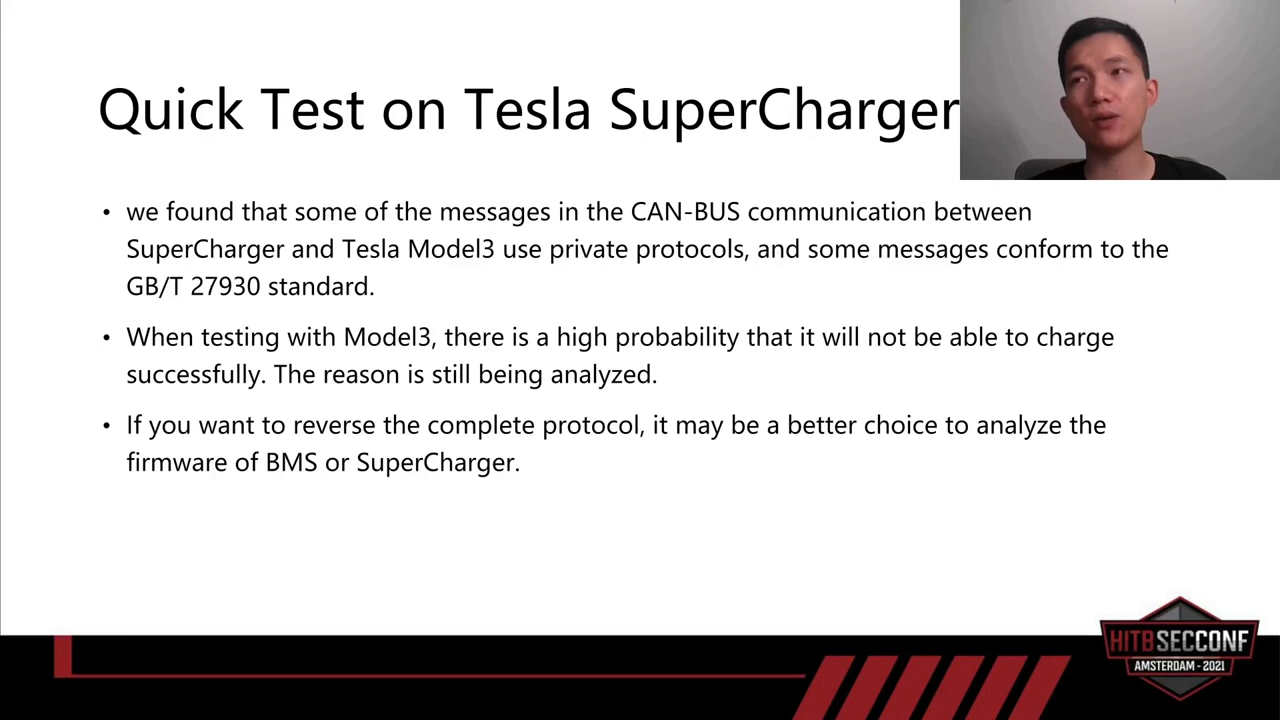 Quick Test on Tesla SuperCharger
• we found that some of the messages in the CAN-BUS communication between
SuperCharger and Tesla Model3 use private protocols, and some messages conform to the
GB/T 27930 standard.
• When testing with Model3, there is a high probability that it will not be able to charge
successfully. The reason is still being analyzed.
• If you want to reverse the complete protocol, it may be a better choice to analyze the
firmware of BMS or SuperCharger.
HITBSECCONF
AMSTERDAM - 2021